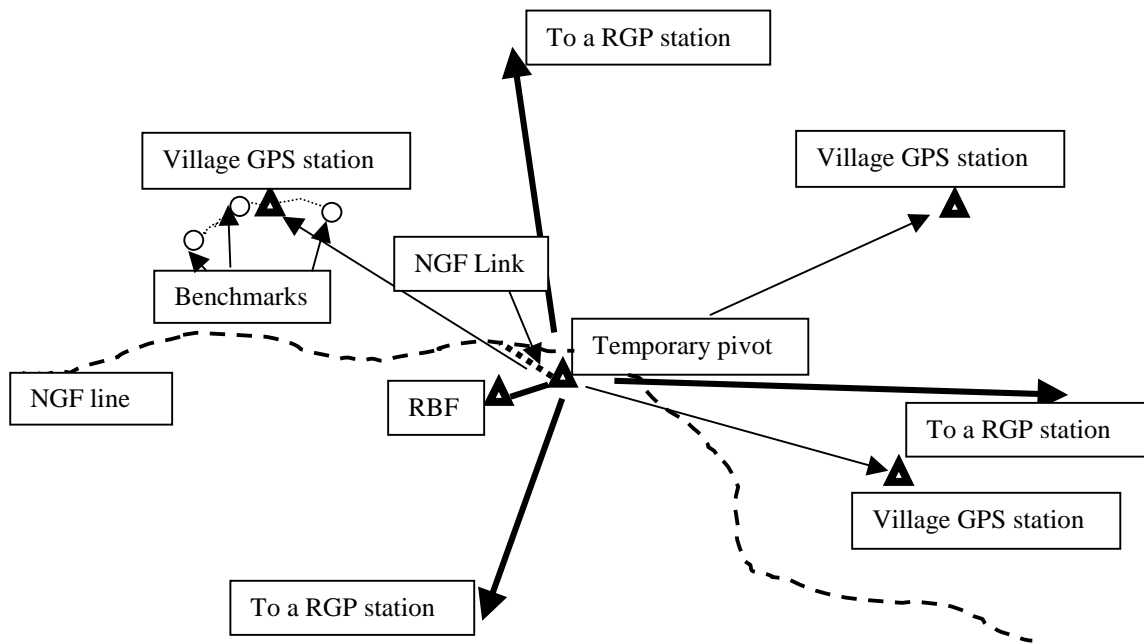 To a RGP station
Village GPS station
Village GPS station
NGF Link
Benchmarks
Temporary pivot
NGF line
RBF
To a RGP station
Village GPS station
To a RGP station